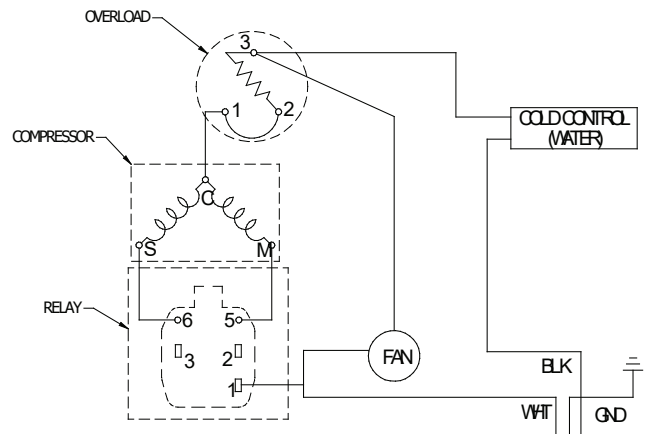 OVERLOAD
3
1
2
COLD CONTROL
(WATER)
COMPRESSOR
C
S
M
RELAY
6
5
3
2
1
FAN
BLK
WHT
GND